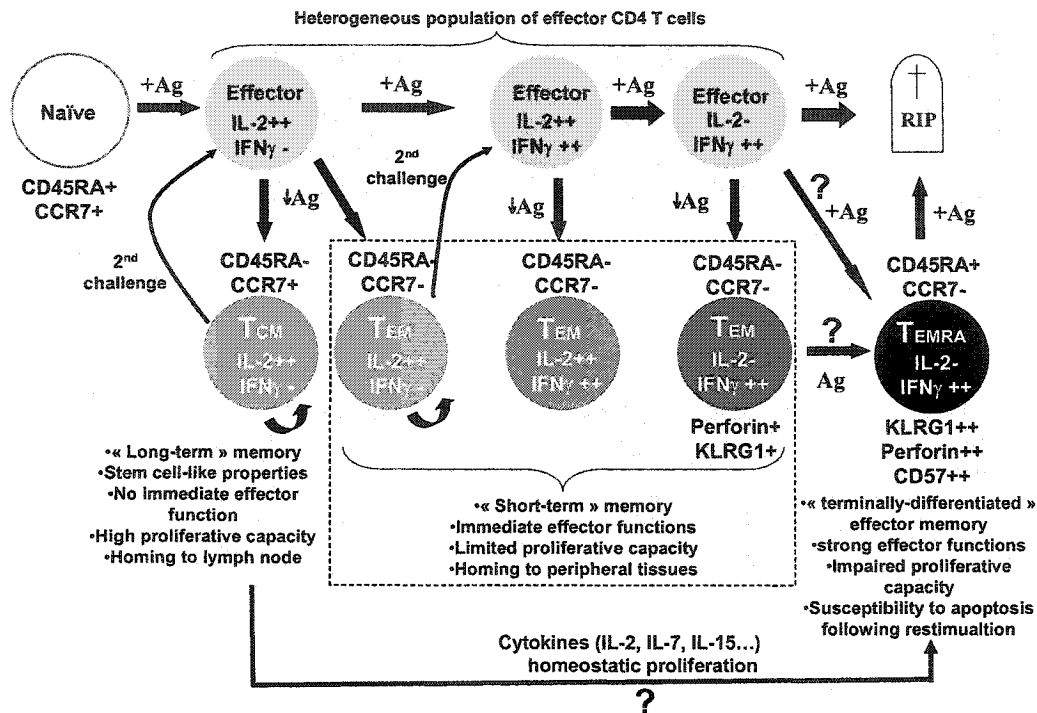 Heterogeneous population of effector CD4 T cells
Naïve
+Ag
Effector
IL-2++
IFNγ -
+Ag
Effector
IL-2++
IFNγ ++
+Ag
Effector
IL-2-
IFNγ ++
+Ag
RIP
CD45RA+
CCR7+
2nd
challenge
↓Ag
2nd
challenge
↓Ag
↓Ag
?
+Ag
+Ag
CD45RA-
CCR7+
CD45RA-
CCR7-
CD45RA-
CCR7-
CD45RA-
CCR7-
CD45RA+
CCR7-
TCM
IL-2++
IFNγ -
TEM
IL-2++
IFNγ -
TEM
IL-2++
IFNγ ++
TEM
IL-2-
IFNγ ++
?
Ag
TEMRA
IL-2-
IFNγ ++
Perforin+
KLRG1+
KLRG1++
Perforin++
CD57++
•« Long-term » memory
•Stem cell-like properties
•No Immediate effector
function
•High proliferative capacity
•Homing to lymph node
•« Short-term » memory
•Immediate effector functions
•Limited proliferative capacity
•Homing to peripheral tissues
•« terminally-differentiated »
effector memory
•strong effector functions
•Impaired proliferative
capacity
•Susceptibility to apoptosis
following restimualtion
Cytokines (IL-2, IL-7, IL-15...)
homeostatic proliferation
?